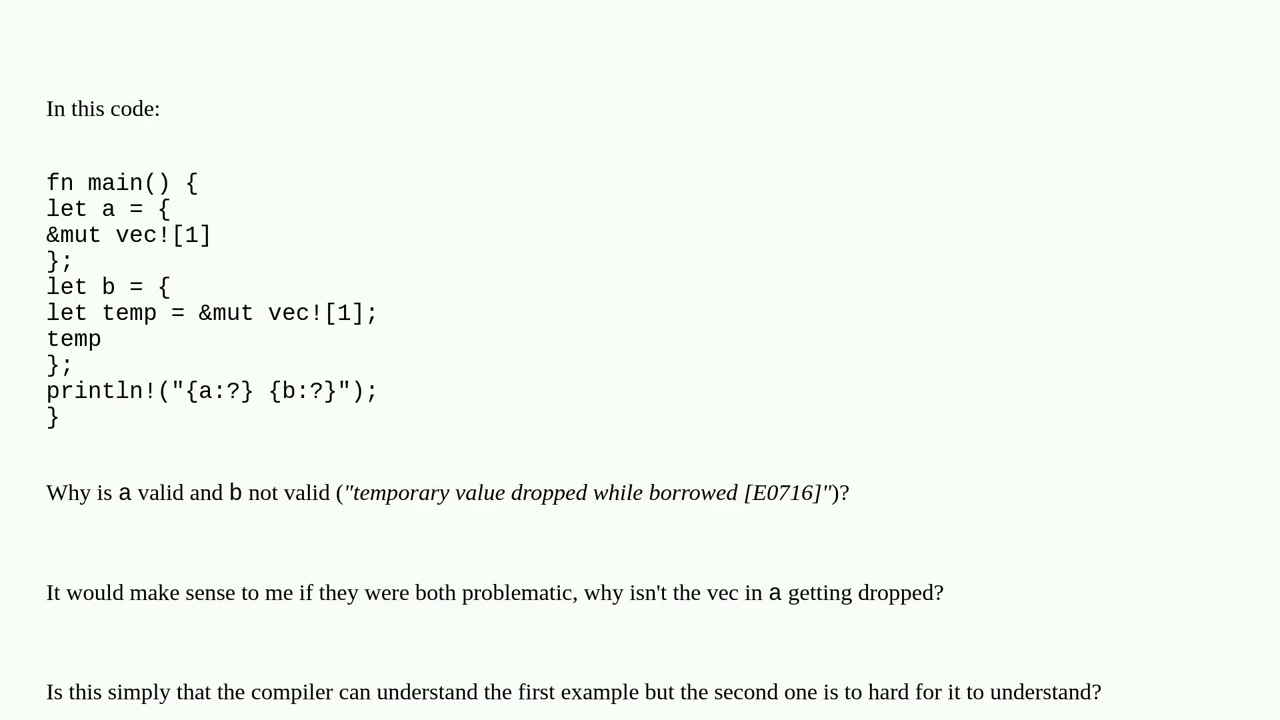 In this code:
fn main() {
let a = {
&mut vec![1]
};
let b = {
let temp = &mut vec![1];
temp
};
println!("{a:?} {b:?}");
}
Why is a valid and b not valid ("temporary value dropped while borrowed [E0716]")?
It would make sense to me if they were both problematic, why isn't the vec in a getting dropped?
Is this simply that the compiler can understand the first example but the second one is to hard for it to understand?